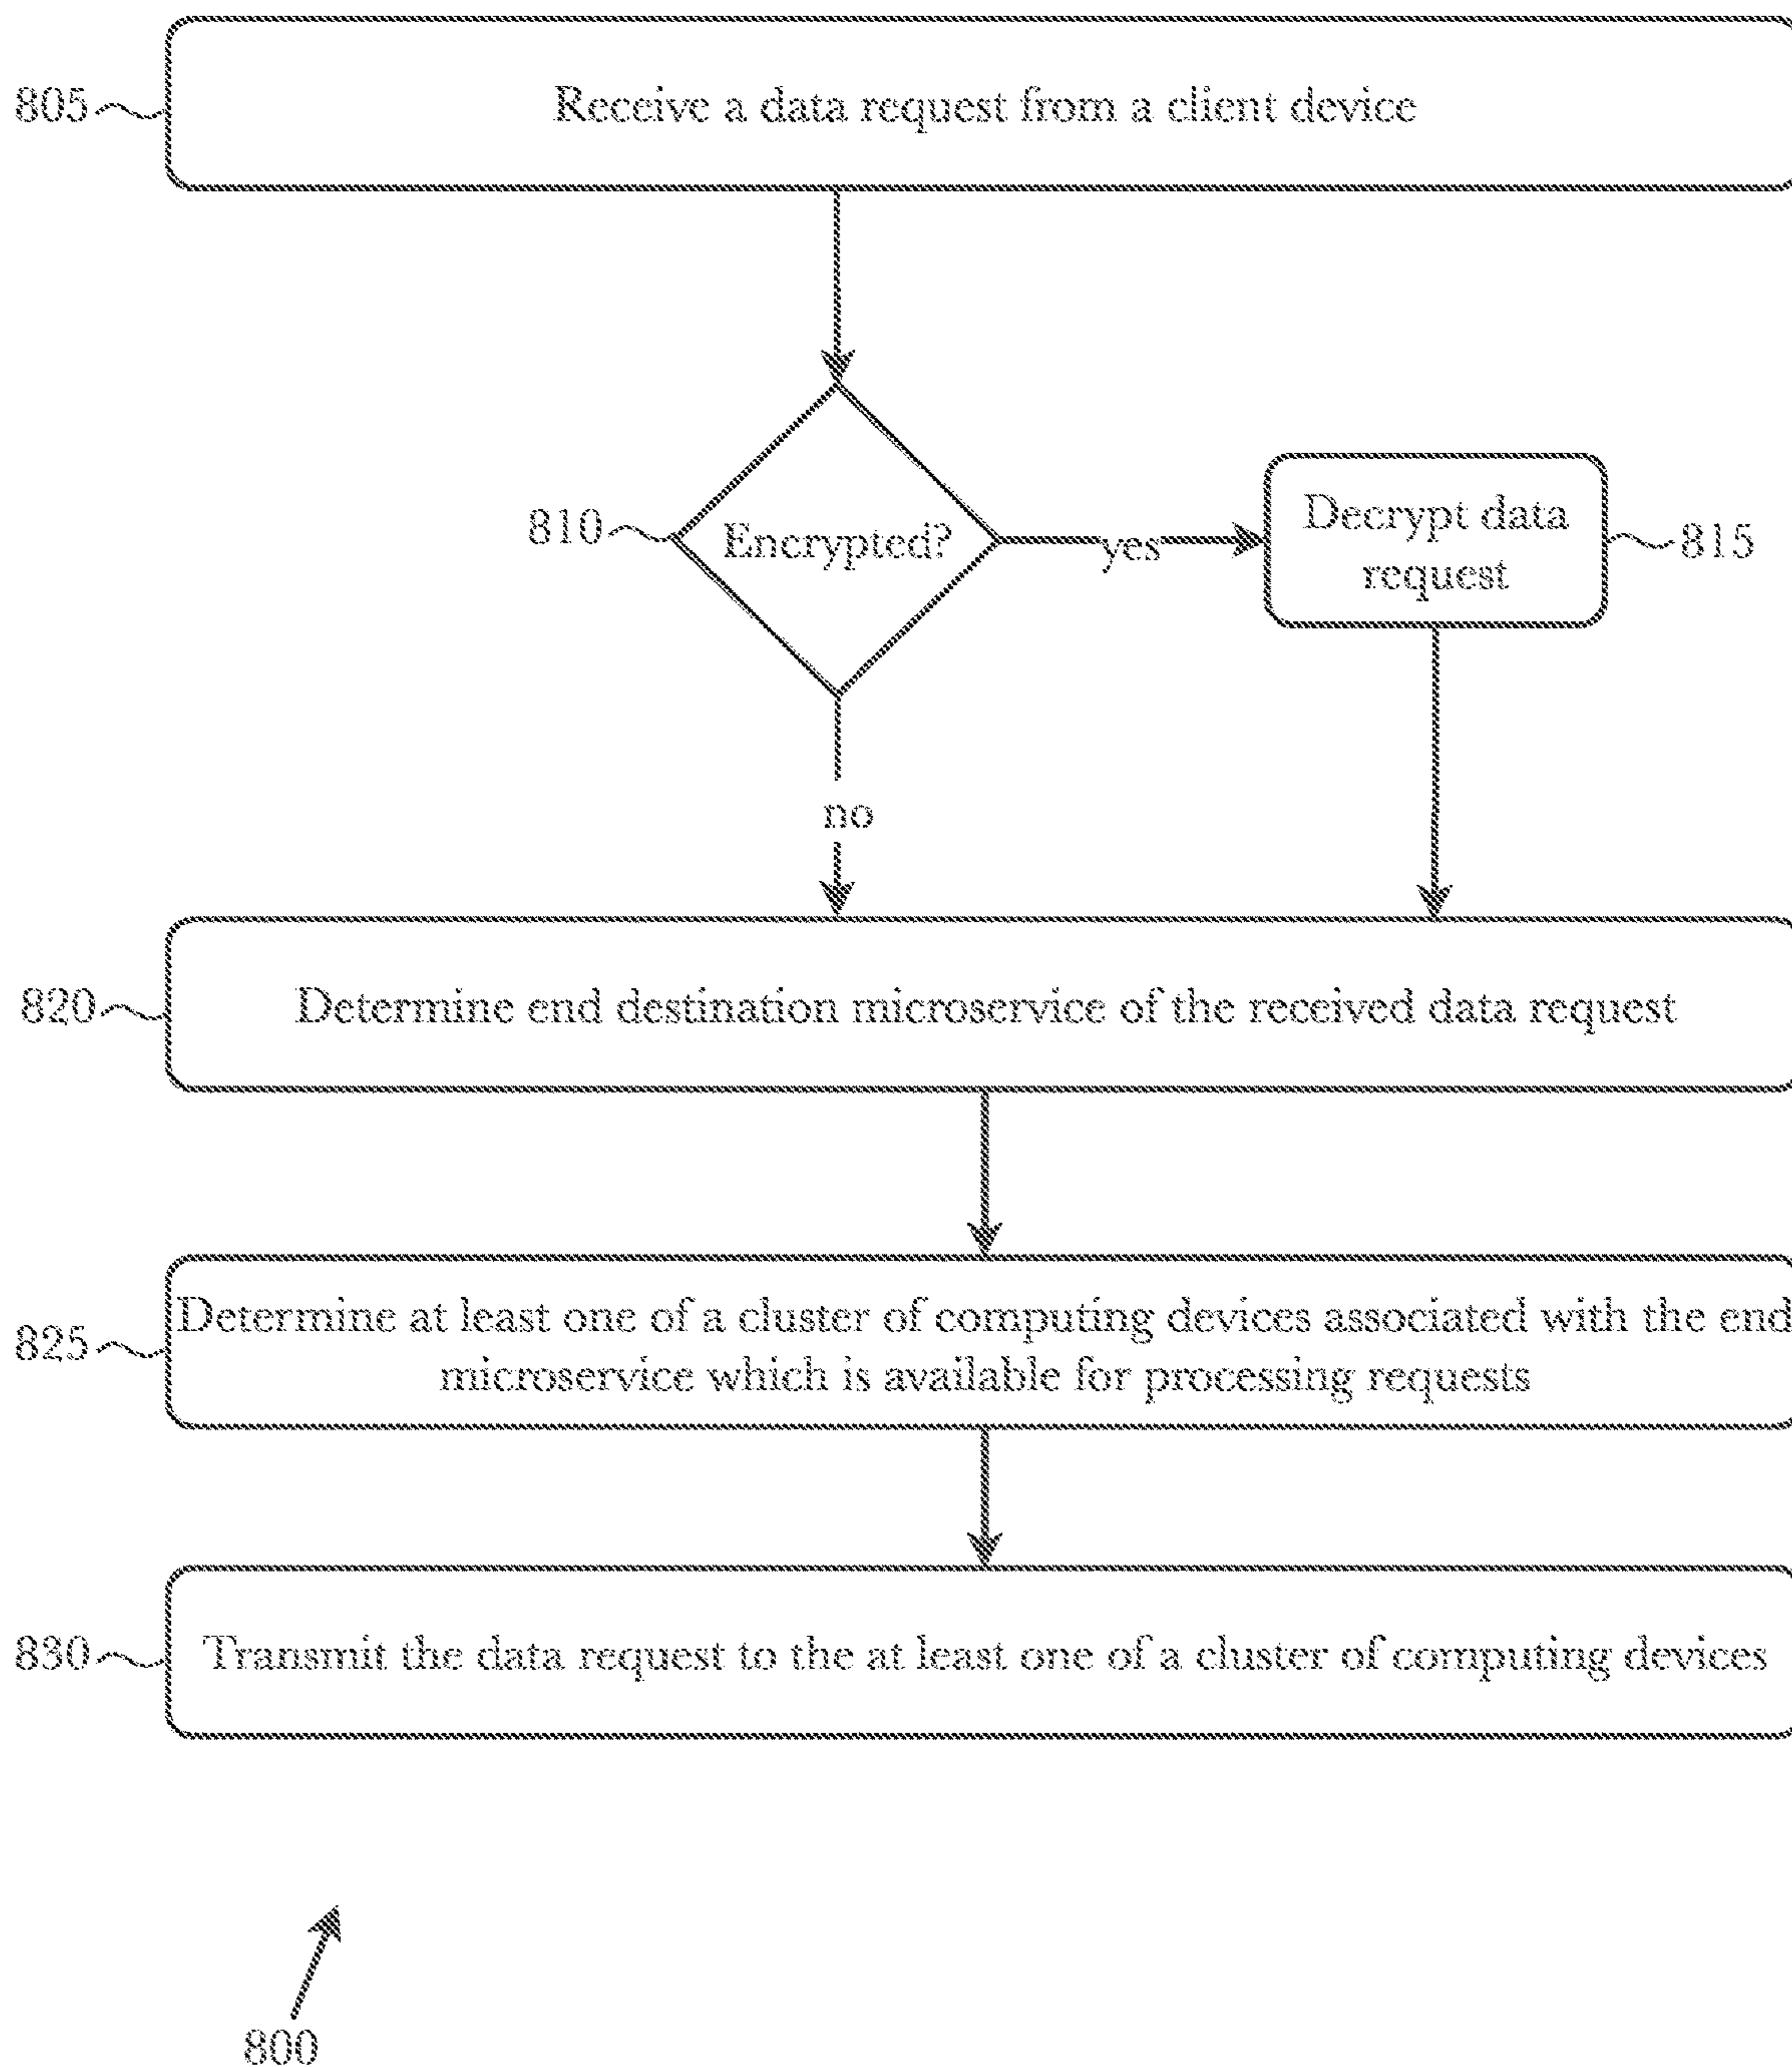 805
Receive a data request from a client device
810
Encrypted?
yes
Decrypt data
request
815
no
820
Determine end destination microservice of the received data request
825
Determine at least one of a cluster of computing devices associated with the end
microservice which is available for processing requests
830
Transmit the data request to the at least one of a cluster of computing devices
800